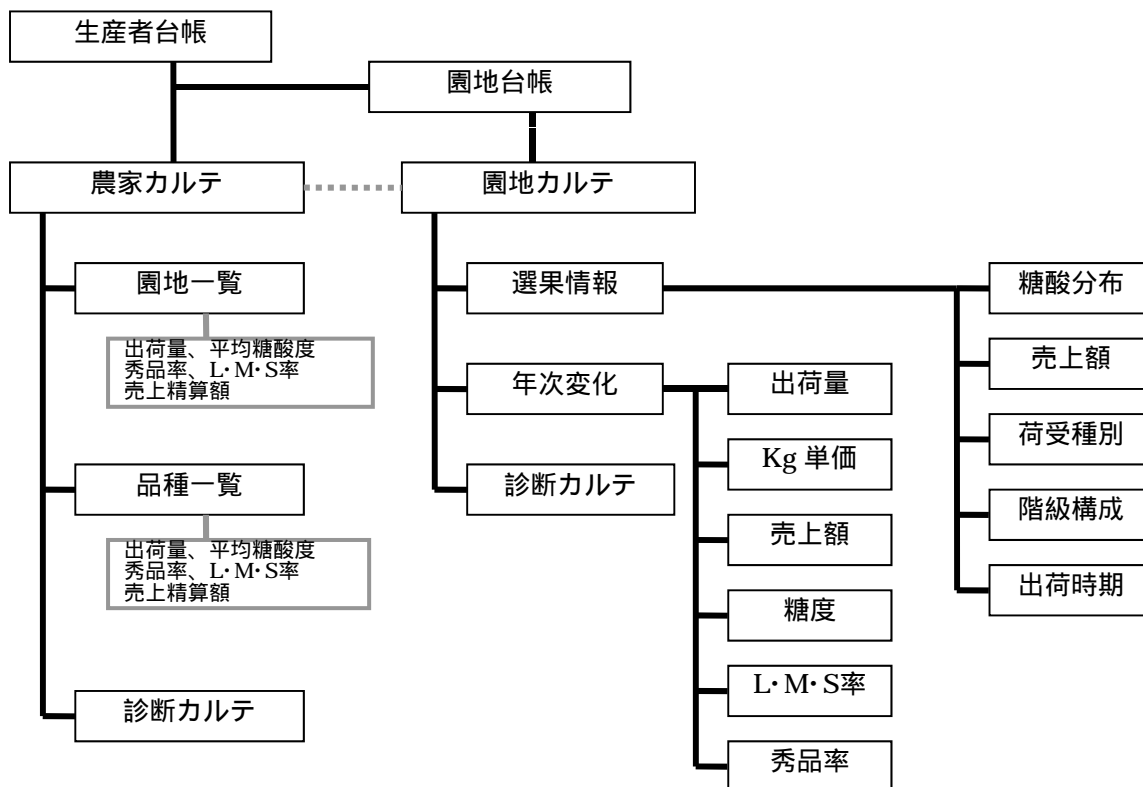 生産者台帳
園地台帳
農家カルテ
園地カルテ
園地一覧
出荷量、平均糖酸度
秀品率、L・M・S率
売上精算額
品種一覧
出荷量、平均糖酸度
秀品率、L・M・S率
売上精算額
診断カルテ
選果情報
年次変化
診断カルテ
出荷量
Kg 単価
売上額
糖度
L・M・S率
秀品率
糖酸分布
売上額
荷受種別
階級構成
出荷時期